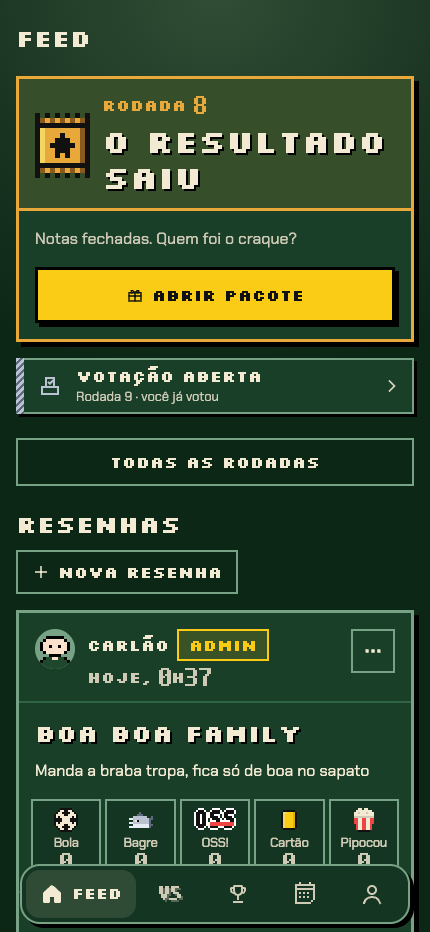 FEED
RODADA 8
O RESULTADO
SAIU
Notas fechadas. Quem foi o craque?
ABRIR PACOTE
VOTAÇÃO ABERTA
Rodada 9 · você já votou
TODAS AS RODADAS
RESENHAS
+ NOVA RESENHA
CARLÃO ADMIN
HOJE, 0H37
...
BOA BOA FAMILY
Manda a braba tropa, fica só de boa no sapato
OSS
Bola Bagre OSS! Cartão Pipocou
0 0 0 0 0
FEED VS